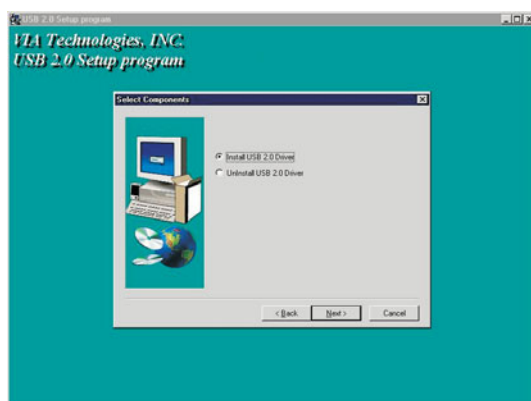 USB 2.0 Setup program
VIA Technologies, INC.
USB 2.0 Setup program
Select Components
Install USB 2.0 Driver
UnInstall USB 2.0 Driver
< Back
Next >
Cancel